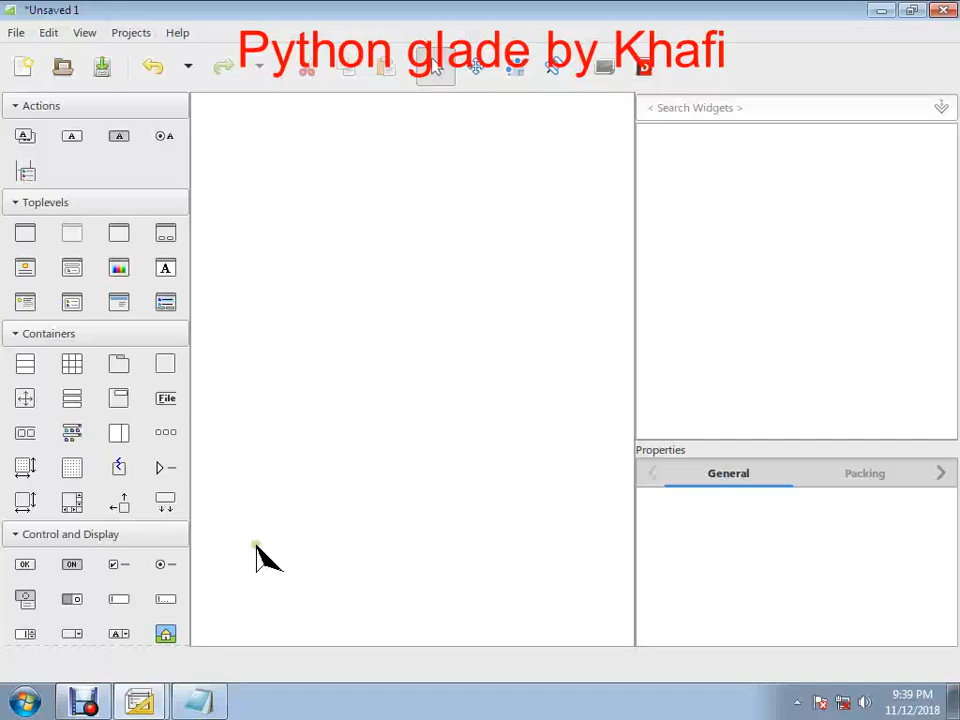 *Unsaved 1
File Edit View Projects Help
Python glade by Khafi
Actions
Toplevels
Containers
File
Control and Display
OK
ON
< Search Widgets >
Properties
General
Packing
9:39 PM
11/12/2018